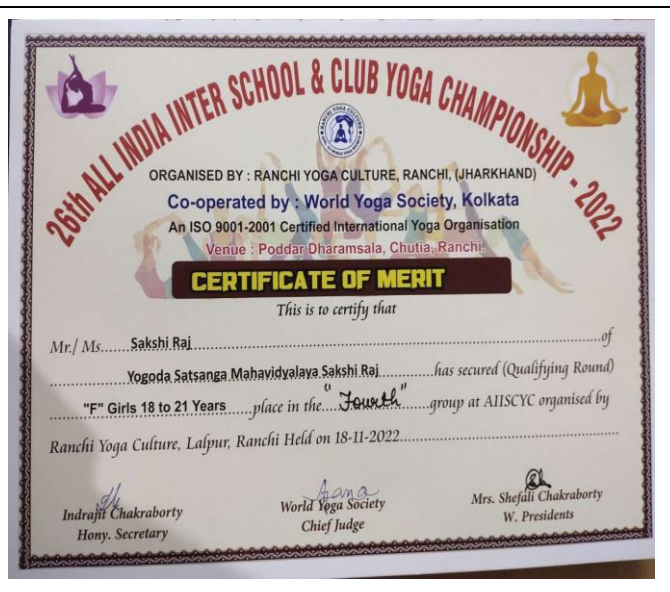 26th ALL INDIA INTER SCHOOL & CLUB YOGA CHAMPIONSHIP - 2022
RANCHI YOGA CULTURE
ORGANISED BY : RANCHI YOGA CULTURE, RANCHI, (JHARKHAND)
Co-operated by : World Yoga Society, Kolkata
An ISO 9001-2001 Certified International Yoga Organisation
Venue : Poddar Dharamsala, Chutia, Ranchi.
CERTIFICATE OF MERIT
This is to certify that
Mr./ Ms......Sakshi Raj......of
Yogoda Satsanga Mahavidyalaya Sakshi Raj......has secured (Qualifying Round)
"F" Girls 18 to 21 Years......place in the...."Fourth"......group at AIISCYC organised by
Ranchi Yoga Culture, Lalpur, Ranchi Held on 18-11-2022......
Indrajit Chakraborty
Hony. Secretary
World Yoga Society
Chief Judge
Mrs. Shefali Chakraborty
W. Presidents